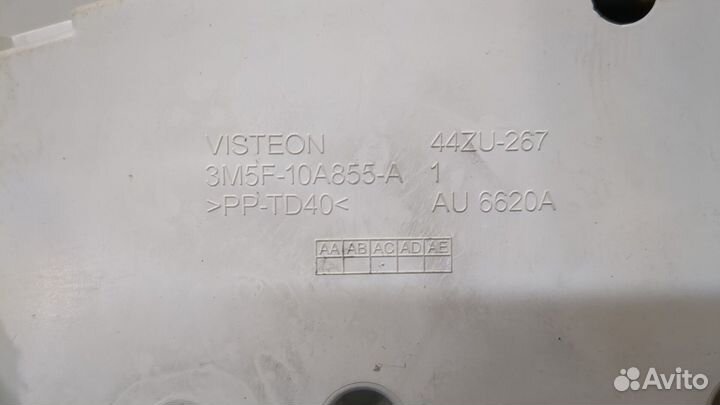 VISTEON 44ZU-267
3M5F-10A855-A 1
>PP-TD40< AU 6620A
AA AB AC AD AE
Avito